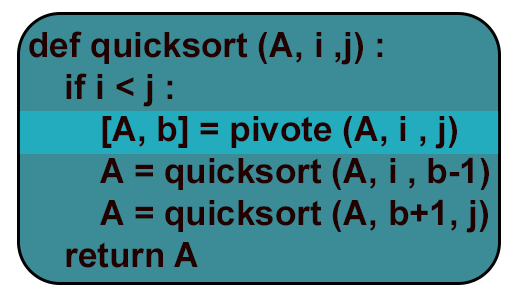 def quicksort (A, i ,j) :
if i < j :
[A, b] = pivote (A, i , j)
A = quicksort (A, i , b-1)
A = quicksort (A, b+1, j)
return A